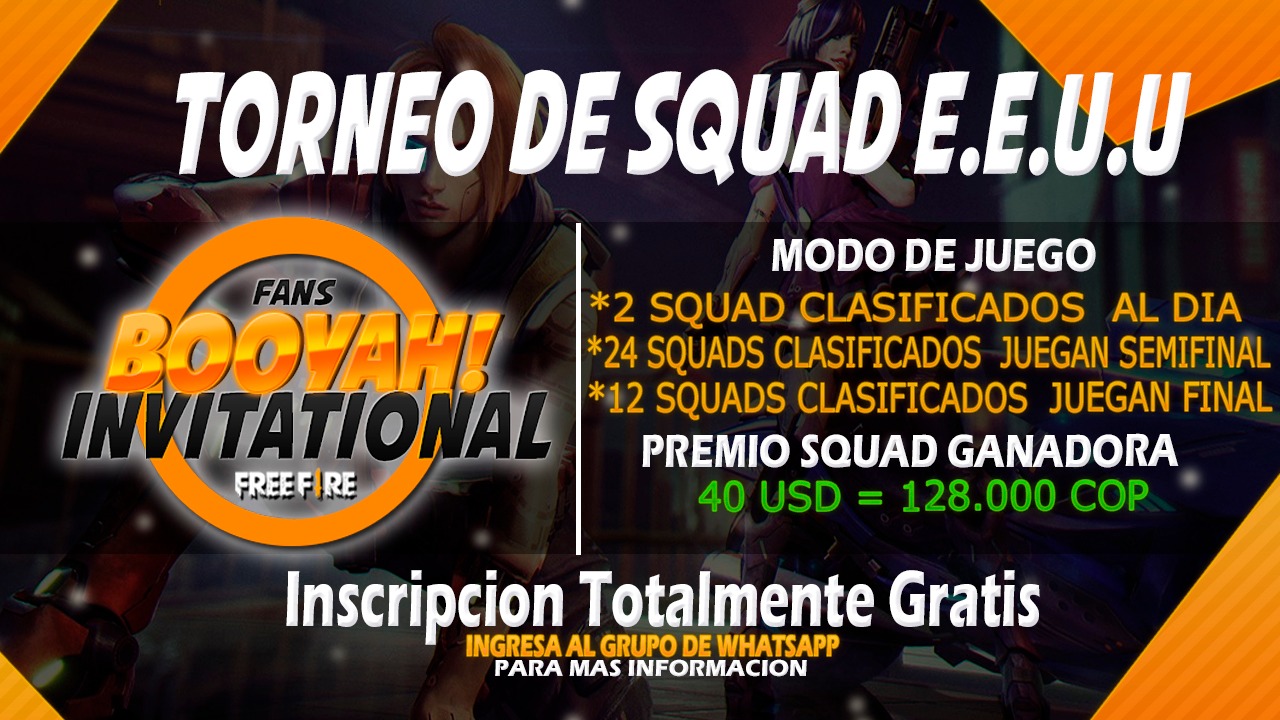 TORNEO DE SQUAD E.E.U.U
FANS
BOOYAH!
INVITATIONAL
FREE FIRE
MODO DE JUEGO
*2 SQUAD CLASIFICADOS AL DIA
*24 SQUADS CLASIFICADOS JUEGAN SEMIFINAL
*12 SQUADS CLASIFICADOS JUEGAN FINAL
PREMIO SQUAD GANADORA
40 USD = 128.000 COP
Inscripcion Totalmente Gratis
INGRESA AL GRUPO DE WHATSAPP
PARA MAS INFORMACION